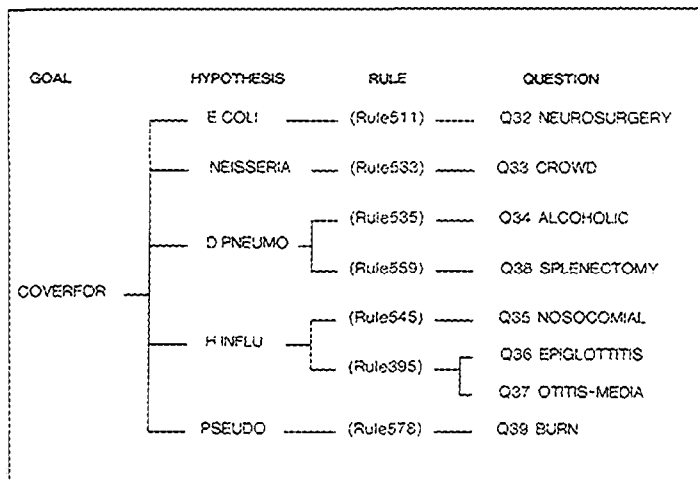 GOAL HYPOTHESIS RULE QUESTION
E.COLI (Rule511) Q32 NEUROSURGERY
NEISSERIA (Rule533) Q33 CROWD
D.PNEUMO (Rule535) Q34 ALCOHOLIC
(Rule559) Q38 SPLENECTOMY
COVERFOR
H.INFLU (Rule545) Q35 NOSOCOMIAL
(Rule395) Q36 EPIGLOTTITIS
Q37 OTITIS-MEDIA
PSEUDO (Rule578) Q39 BURN